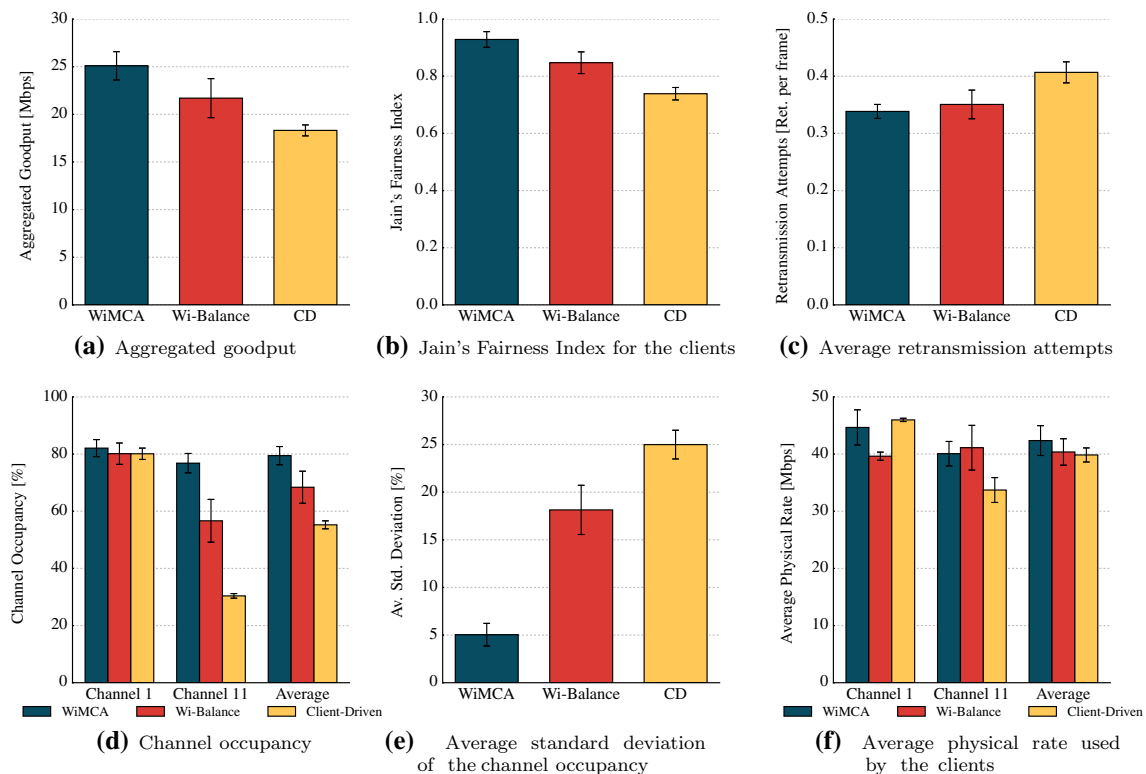 30
25
20
15
10
5
0
Aggregated Goodput [Mbps]
WiMCA Wi-Balance CD
(a) Aggregated goodput
1.0
0.8
0.6
0.4
0.2
0.0
Jain's Fairness Index
WiMCA Wi-Balance CD
(b) Jain's Fairness Index for the clients
0.5
0.4
0.3
0.2
0.1
0.0
Retransmission Attempts [Ret. per frame]
WiMCA Wi-Balance CD
(c) Average retransmission attempts
100
80
60
40
20
0
Channel Occupancy [%]
Channel 1 Channel 11 Average
WiMCA Wi-Balance Client-Driven
(d) Channel occupancy
30
25
20
15
10
5
0
Av. Std. Deviation [%]
WiMCA Wi-Balance CD
(e) Average standard deviation
of the channel occupancy
50
40
30
20
10
0
Average Physical Rate [Mbps]
Channel 1 Channel 11 Average
WiMCA Wi-Balance Client-Driven
(f) Average physical rate used
by the clients